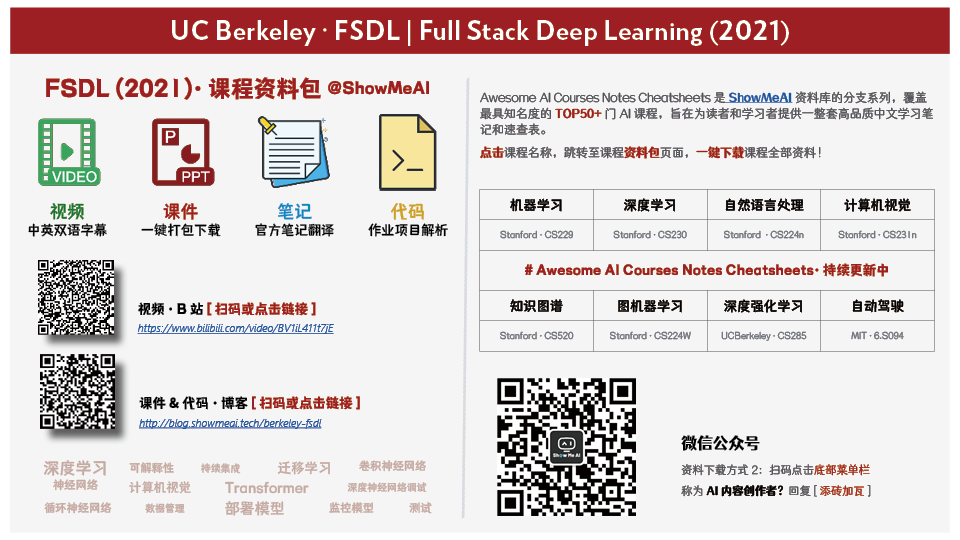 UC Berkeley · FSDL | Full Stack Deep Learning (2021)
FSDL (2021)· 课程资料包 @ShowMeAI
VIDEO
P
PPT
视频
课件
笔记
代码
中英双语字幕
一键打包下载
官方笔记翻译
作业项目解析
视频 · B 站 [ 扫码或点击链接 ]
https://www.bilibili.com/video/BV1iL411t7jE
课件 & 代码 · 博客 [ 扫码或点击链接 ]
http://blog.showmeai.tech/berkeley-fsdl
深度学习
可解释性
持续集成
迁移学习
卷积神经网络
神经网络
计算机视觉
Transformer
深度神经网络调试
循环神经网络
数据管理
部署模型
监控模型
测试
Awesome AI Courses Notes Cheatsheets 是 ShowMeAI 资料库的分支系列，覆盖
最具知名度的 TOP50+ 门 AI 课程，旨在为读者和学习者提供一整套高品质中文学习笔
记和速查表。
点击课程名称，跳转至课程资料包页面，一键下载课程全部资料！
机器学习
深度学习
自然语言处理
计算机视觉
Stanford · CS229
Stanford · CS230
Stanford · CS224n
Stanford · CS231n
# Awesome AI Courses Notes Cheatsheets· 持续更新中
知识图谱
图机器学习
深度强化学习
自动驾驶
Stanford · CS520
Stanford · CS224W
UCBerkeley · CS285
MIT · 6.S094
Show Me AI
微信公众号
资料下载方式 2：扫码点击底部菜单栏
称为 AI 内容创作者？回复 [ 添砖加瓦 ]